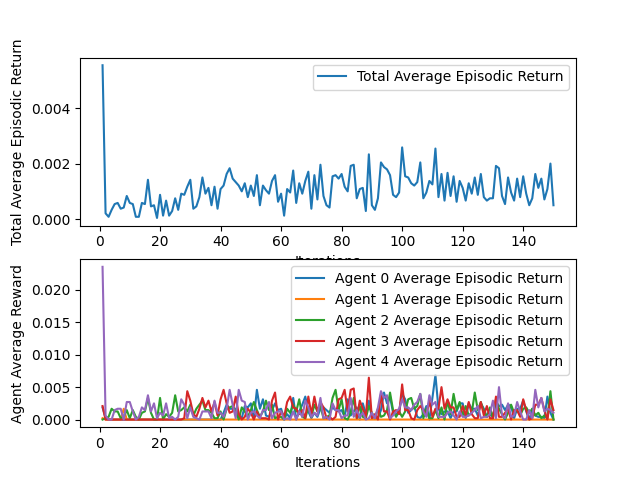 Total Average Episodic Return
Total Average Episodic Return
0.004
0.002
0.000
0 20 40 60 80 100 120 140
Iterations
Agent Average Reward
0.020
0.015
0.010
0.005
0.000
Agent 0 Average Episodic Return
Agent 1 Average Episodic Return
Agent 2 Average Episodic Return
Agent 3 Average Episodic Return
Agent 4 Average Episodic Return
0 20 40 60 80 100 120 140
Iterations